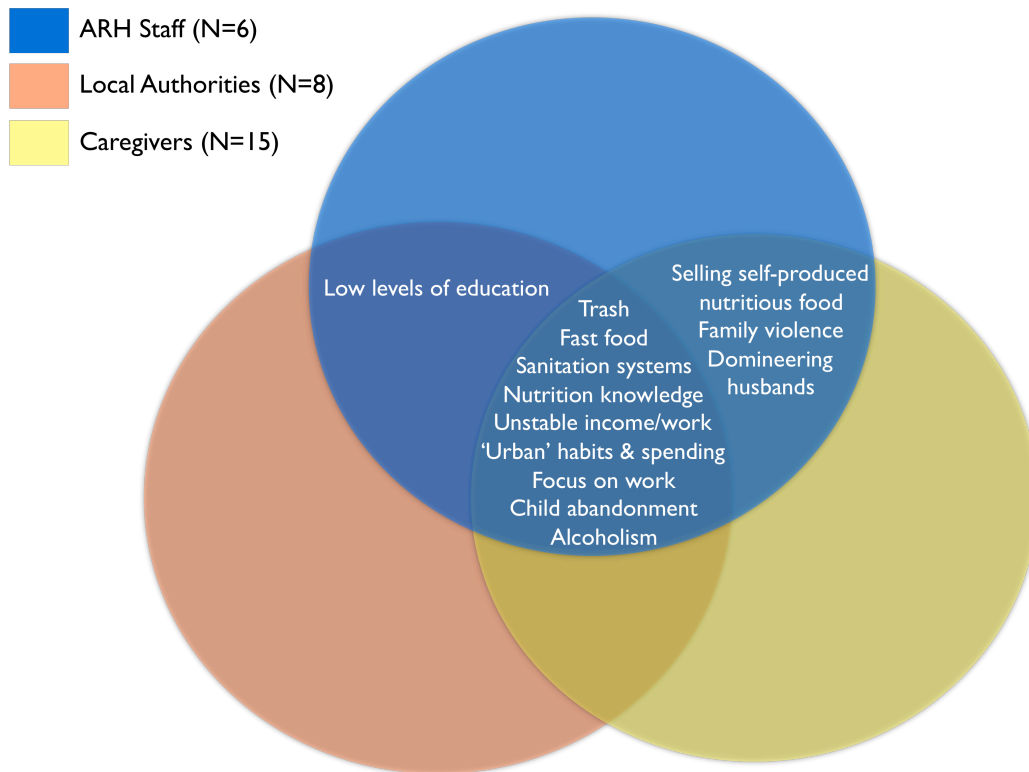 ARH Staff (N=6)
Local Authorities (N=8)
Caregivers (N=15)
Low levels of education
Trash
Fast food
Sanitation systems
Nutrition knowledge
Unstable income/work
‘Urban’ habits & spending
Focus on work
Child abandonment
Alcoholism
Selling self-produced
nutritious food
Family violence
Domineering
husbands